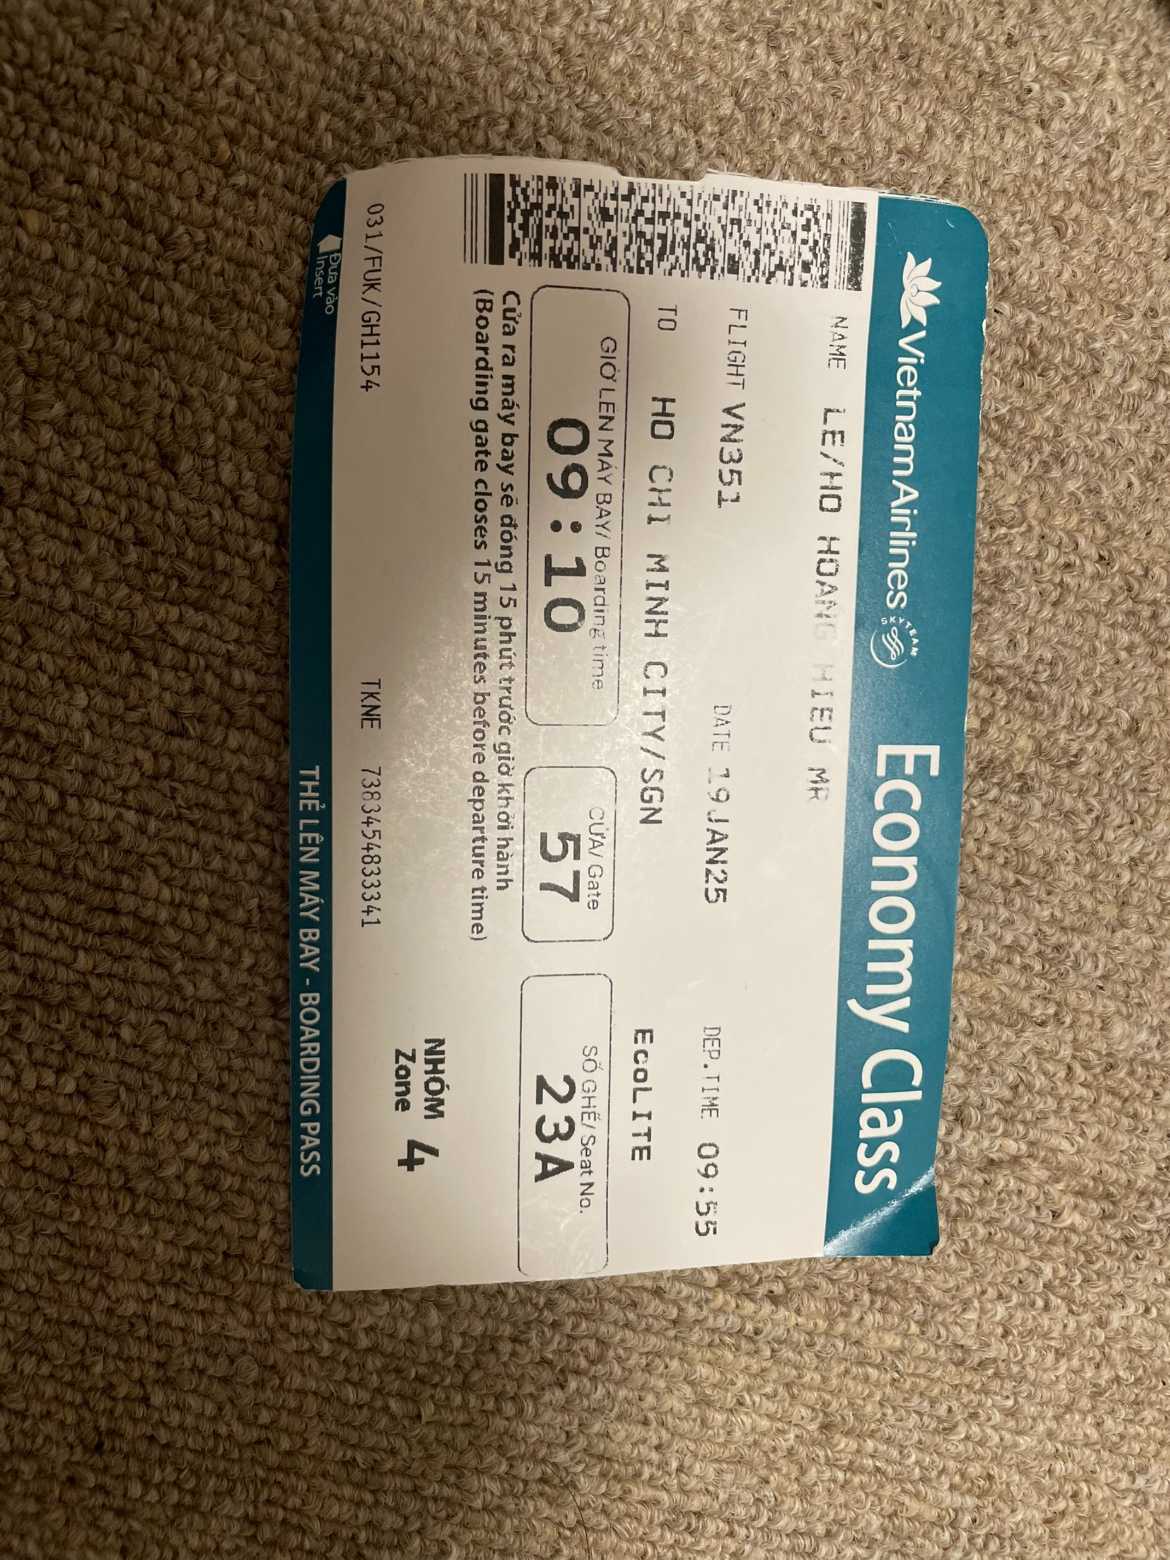 Vietnam Airlines SKYTEAM Economy Class
NAME LE/HO HOANG HIEU MR
FLIGHT VN351 DATE 19JAN25 DEP.TIME 09:55
TO HO CHI MINH CITY/SGN EcoLITE
GIỜ LÊN MÁY BAY/ Boarding time CỬA/ Gate SỐ GHẾ/ Seat No.
09:10 57 23A
Cửa ra máy bay sẽ đóng 15 phút trước giờ khởi hành
(Boarding gate closes 15 minutes before departure time)
NHÓM
Zone 4
031/FUK/GH1154 TKNE 7383454833341
Đưa vào
Insert
THẺ LÊN MÁY BAY - BOARDING PASS